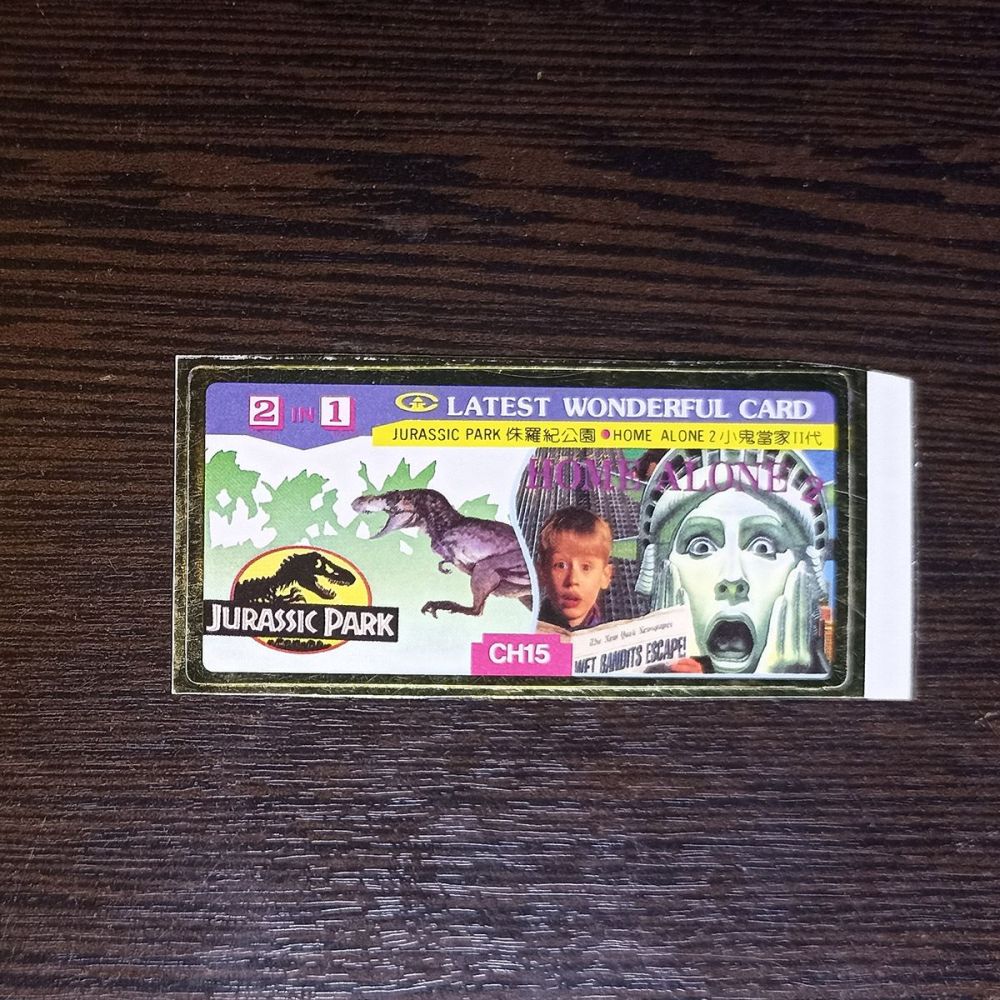 2 IN 1
LATEST WONDERFUL CARD
JURASSIC PARK 侏羅紀公園 ● HOME ALONE 2 小鬼當家II代
HOME ALONE 2
JURASSIC PARK
The New York Newspaper
WET BANDITS ESCAPE!
CH15